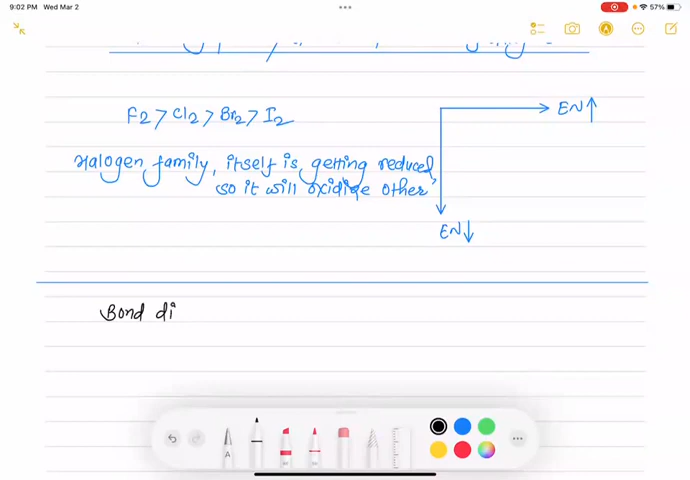 9:02 PM Wed Mar 2
57%
F2 > Cl2 > Br2 > I2
EN↑
Halogen family, itself is getting reduced,
so it will oxidize other
EN↓
Bond di
A